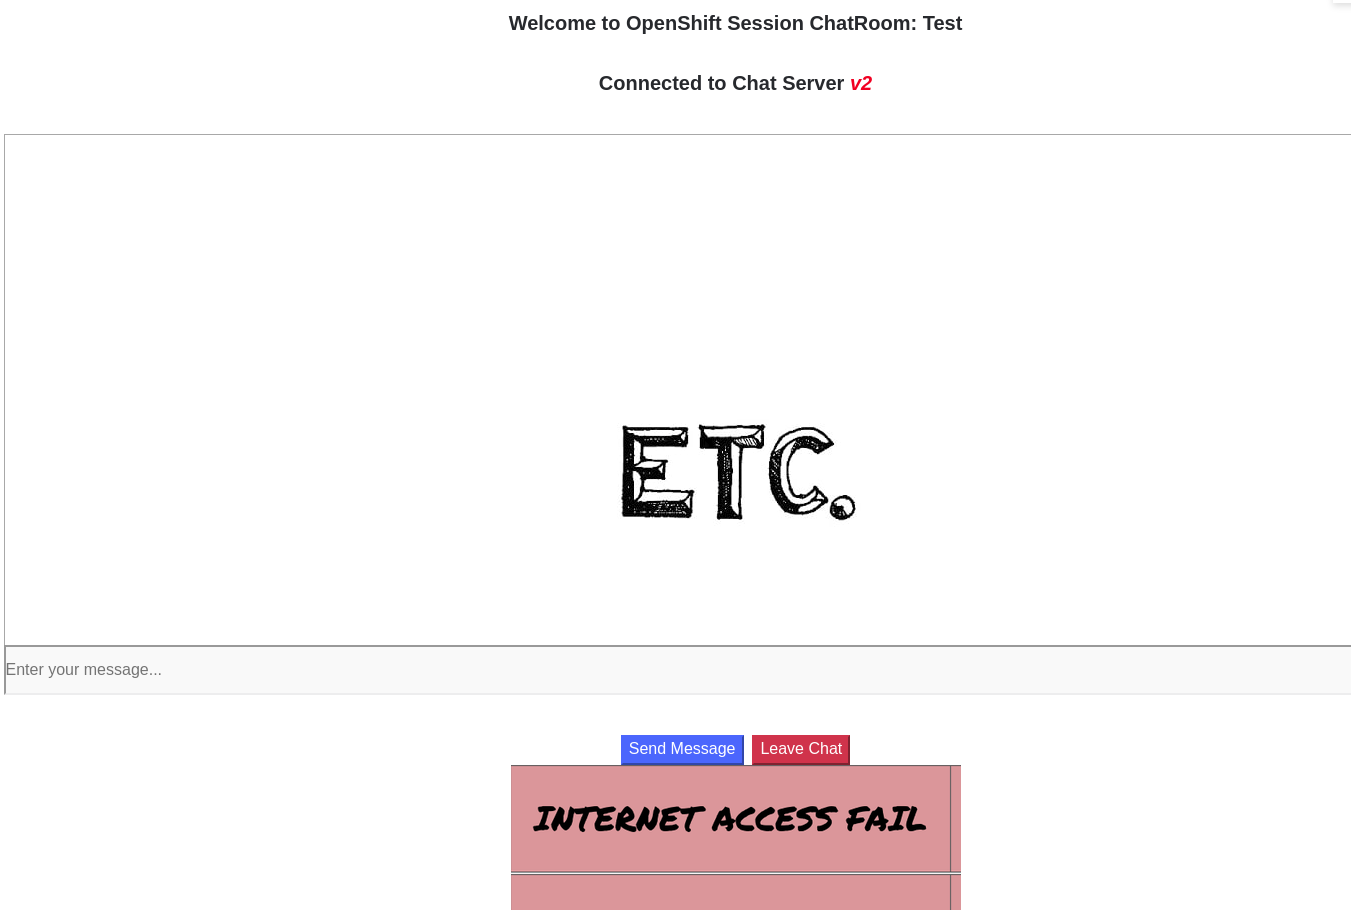 Welcome to OpenShift Session ChatRoom: Test
Connected to Chat Server v2
ETC.
Enter your message...
Send Message Leave Chat
INTERNET ACCESS FAIL